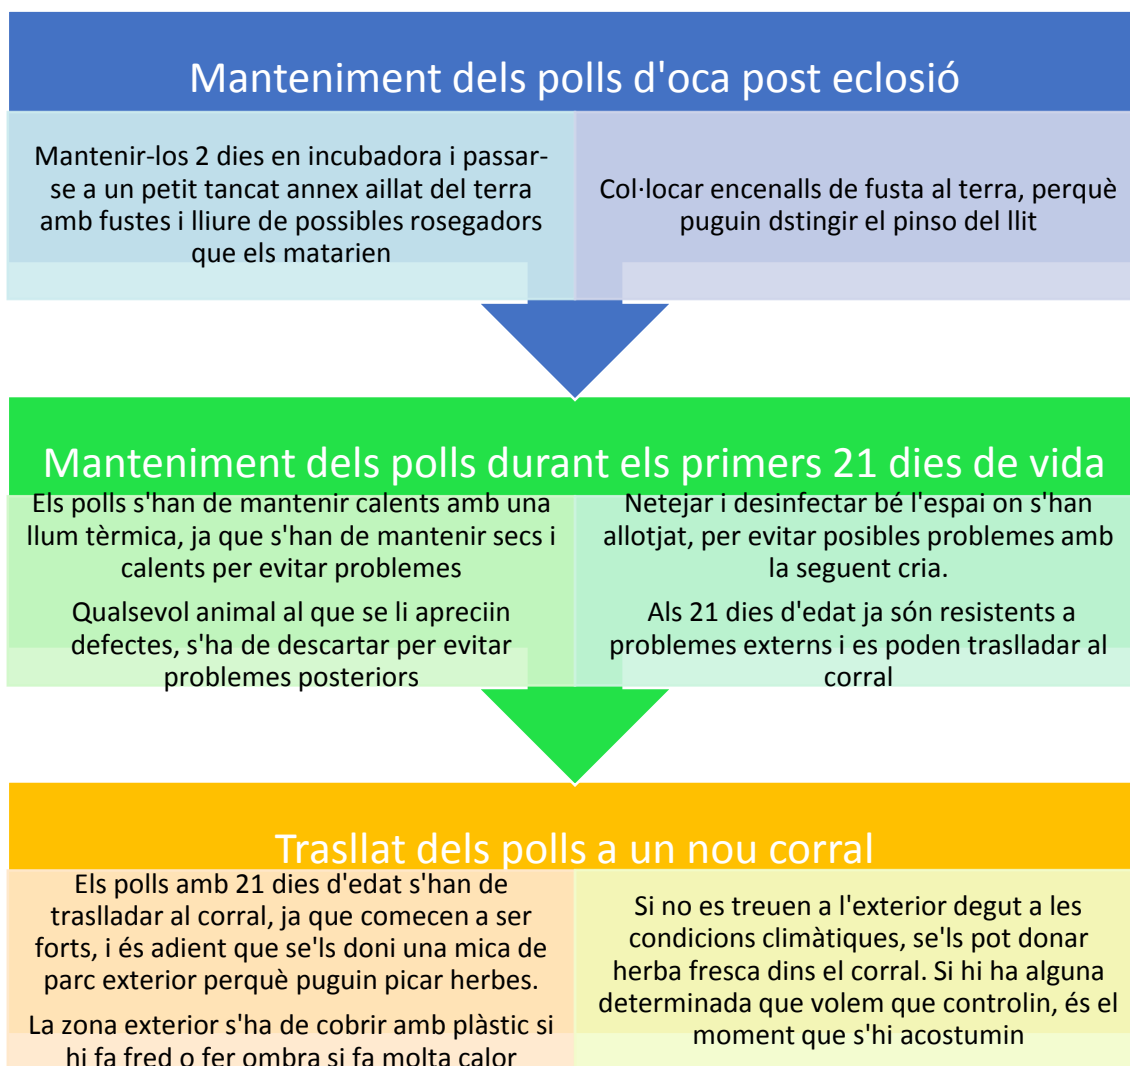 Manteniment dels polls d'oca post eclosió
Mantenir-los 2 dies en incubadora i passar-
se a un petit tancat annex aillat del terra
amb fustes i lliure de possibles rosegadors
que els matarien
Col·locar encenalls de fusta al terra, perquè
puguin dstingir el pinso del llit
Manteniment dels polls durant els primers 21 dies de vida
Els polls s'han de mantenir calents amb una
llum tèrmica, ja que s'han de mantenir secs i
calents per evitar problemes
Qualsevol animal al que se li apreciin
defectes, s'ha de descartar per evitar
problemes posteriors
Netejar i desinfectar bé l'espai on s'han
allotjat, per evitar posibles problemes amb
la seguent cria.
Als 21 dies d'edat ja són resistents a
problemes externs i es poden traslladar al
corral
Trasllat dels polls a un nou corral
Els polls amb 21 dies d'edat s'han de
traslladar al corral, ja que comecen a ser
forts, i és adient que se'ls doni una mica de
parc exterior perquè puguin picar herbes.
La zona exterior s'ha de cobrir amb plàstic si
hi fa fred o fer ombra si fa molta calor
Si no es treuen a l'exterior degut a les
condicions climàtiques, se'ls pot donar
herba fresca dins el corral. Si hi ha alguna
determinada que volem que controlin, és el
moment que s'hi acostumin